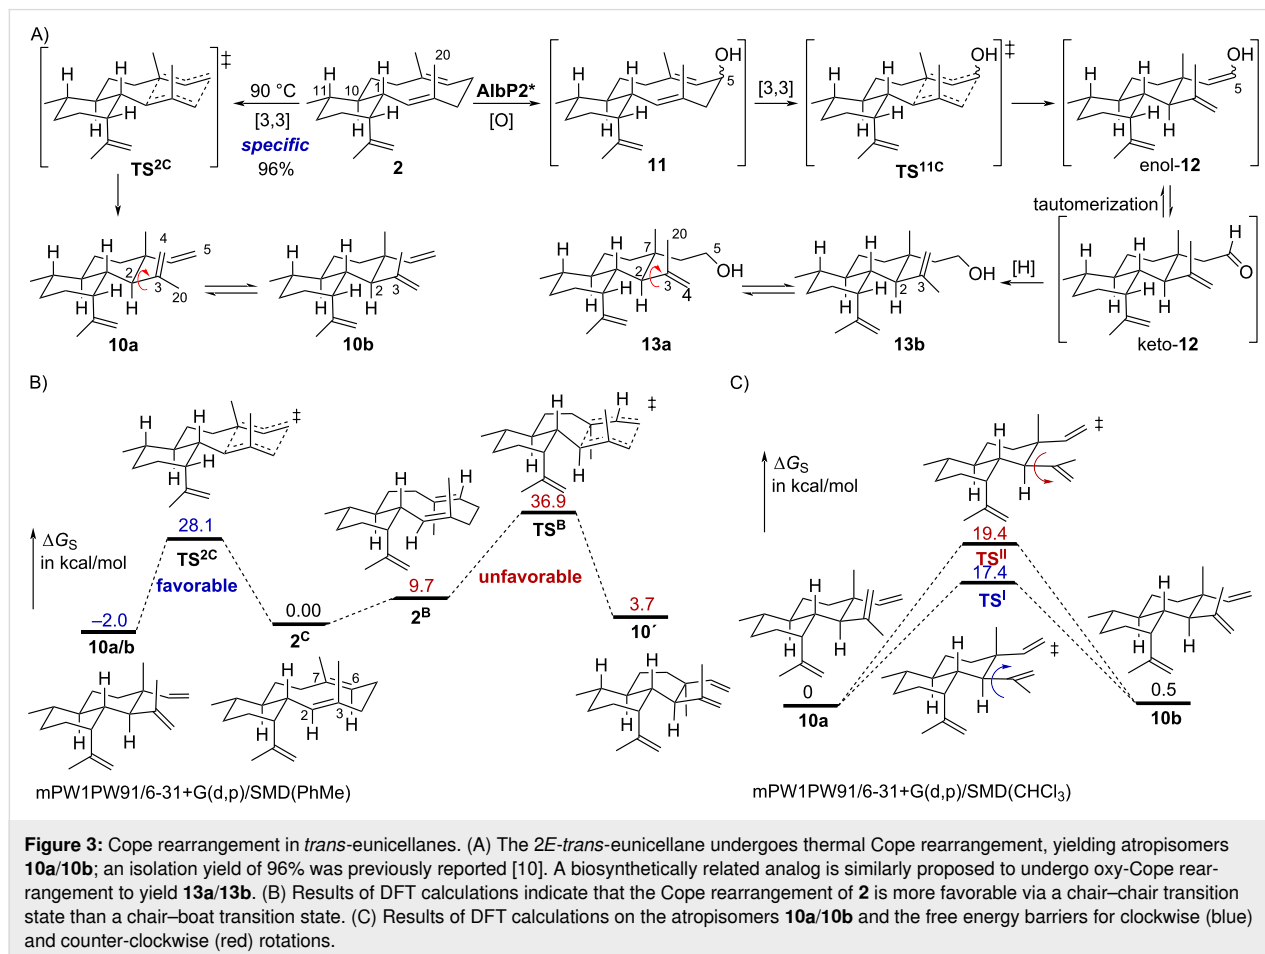 A)
H
11
10
H
1
H
H
20
2
90 °C
[3,3]
specific
96%
H
H
H
‡
TS2C
AlbP2*
[O]
OH
5
H
H
H
H
11
[3,3]
OH
‡
H
H
H
TS11C
OH
5
H
H
H
H
enol-12
tautomerization
H
H
4
5
2
3
20
H
H
10a
H
H
2
3
H
H
10b
H
H
7
20
5
OH
2
3
4
H
H
13a
H
H
OH
2
3
H
H
13b
[H]
H
O
H
H
H
H
keto-12
B)
ΔGS
in kcal/mol
‡
H
H
H
28.1
TS2C
favorable
–2.0
10a/b
0.00
2C
9.7
2B
‡
H
H
H
36.9
TSB
unfavorable
3.7
10´
H
H
H
H
H
H
H
H
7
6
2
3
H
H
H
H
H
H
H
H
mPW1PW91/6-31+G(d,p)/SMD(PhMe)
C)
ΔGS
in kcal/mol
‡
H
H
19.4
TSII
17.4
TSI
H
H
0
10a
‡
H
H
H
H
0.5
10b
mPW1PW91/6-31+G(d,p)/SMD(CHCl3)
Figure 3: Cope rearrangement in trans-eunicellanes. (A) The 2E-trans-eunicellane undergoes thermal Cope rearrangement, yielding atropisomers
10a/10b; an isolation yield of 96% was previously reported [10]. A biosynthetically related analog is similarly proposed to undergo oxy-Cope rear-
rangement to yield 13a/13b. (B) Results of DFT calculations indicate that the Cope rearrangement of 2 is more favorable via a chair–chair transition
state than a chair–boat transition state. (C) Results of DFT calculations on the atropisomers 10a/10b and the free energy barriers for clockwise (blue)
and counter-clockwise (red) rotations.